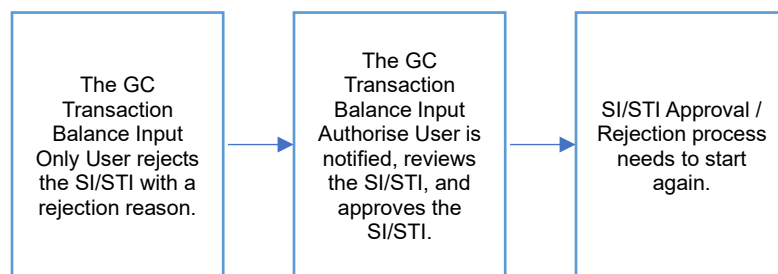 The GC
Transaction
Balance Input
Only User rejects
the SI/STI with a
rejection reason.
The GC
Transaction
Balance Input
Authorise User is
notified, reviews
the SI/STI, and
approves the
SI/STI.
SI/STI Approval /
Rejection process
needs to start
again.